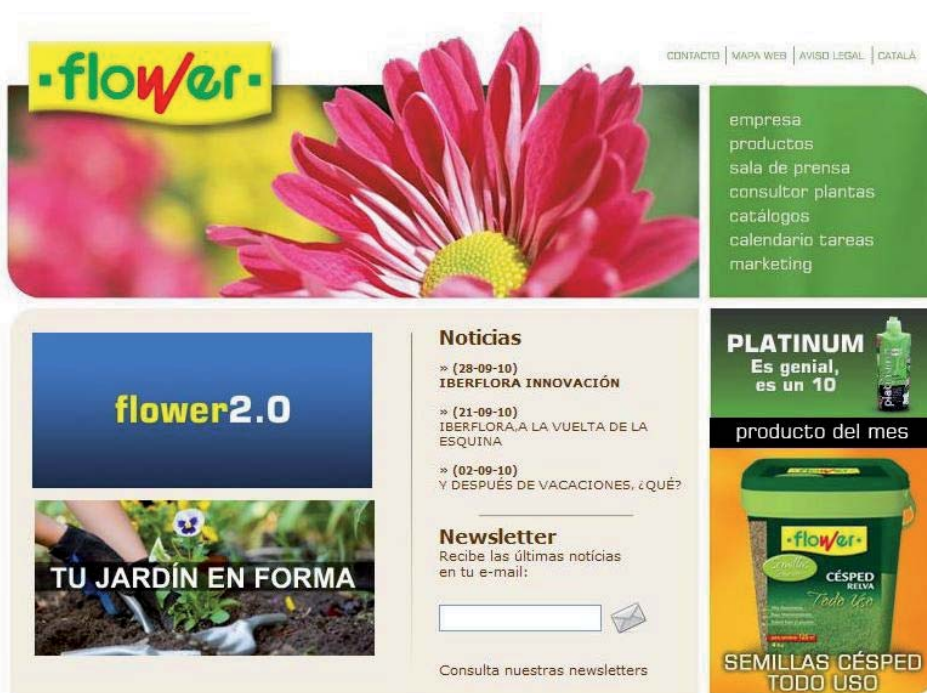 ·flower·
CONTACTO | MAPA WEB | AVISO LEGAL | CATALÀ
empresa
productos
sala de prensa
consultor plantas
catálogos
calendario tareas
marketing
flower2.0
TU JARDÍN EN FORMA
Noticias
» (28-09-10)
IBERFLORA INNOVACIÓN
» (21-09-10)
IBERFLORA,A LA VUELTA DE LA
ESQUINA
» (02-09-10)
Y DESPUÉS DE VACACIONES, ¿QUÉ?
Newsletter
Recibe las últimas notícias
en tu e-mail:
Consulta nuestras newsletters
PLATINUM
Es genial,
es un 10
platinum
producto del mes
·flower·
Semillas
CÉSPED
RELVA
Todo Uso
SEMILLAS CÉSPED
TODO USO